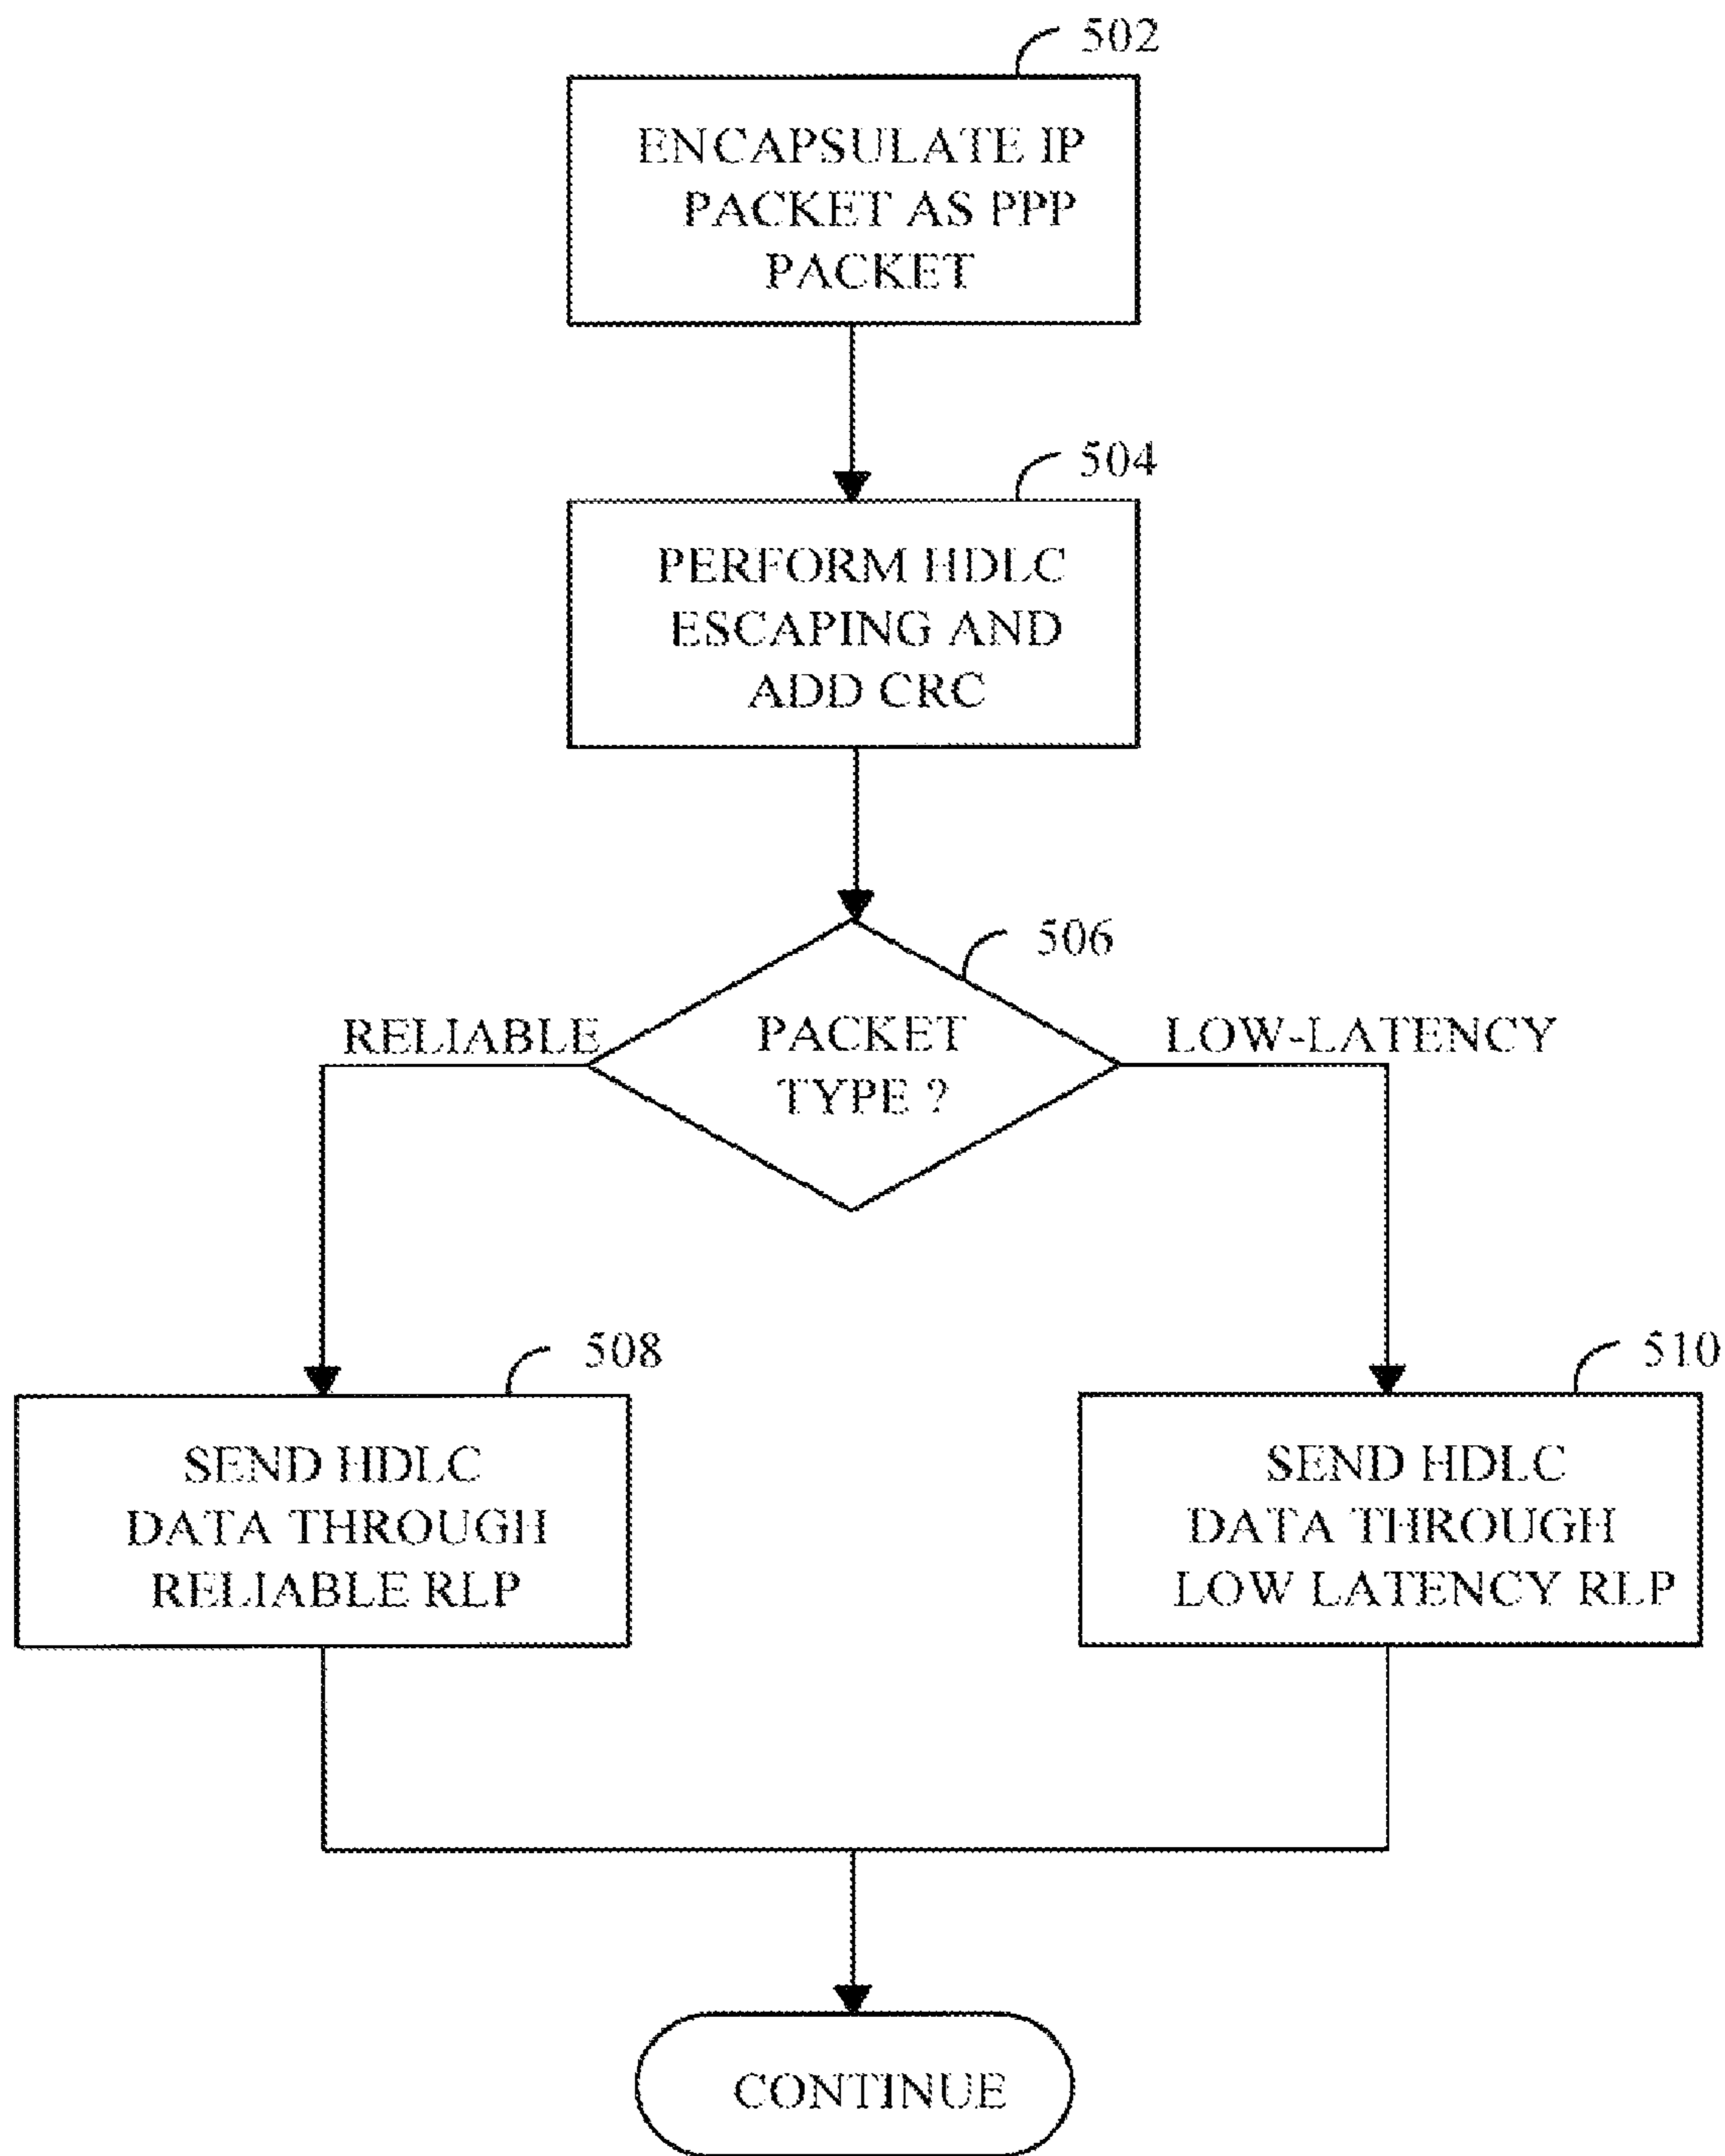 502
ENCAPSULATE IP
PACKET AS PPP
PACKET
504
PERFORM HDLC
ESCAPING AND
ADD CRC
506
RELIABLE
PACKET
TYPE ?
LOW-LATENCY
508
SEND HDLC
DATA THROUGH
RELIABLE RLP
510
SEND HDLC
DATA THROUGH
LOW LATENCY RLP
CONTINUE